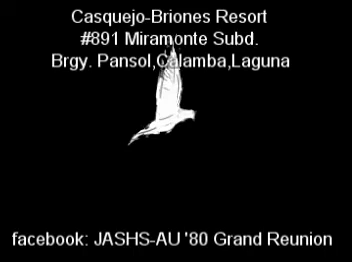 Casquejo-Briones Resort
#891 Miramonte Subd.
Brgy. Pansol,Calamba,Laguna
facebook: JASHS-AU '80 Grand Reunion